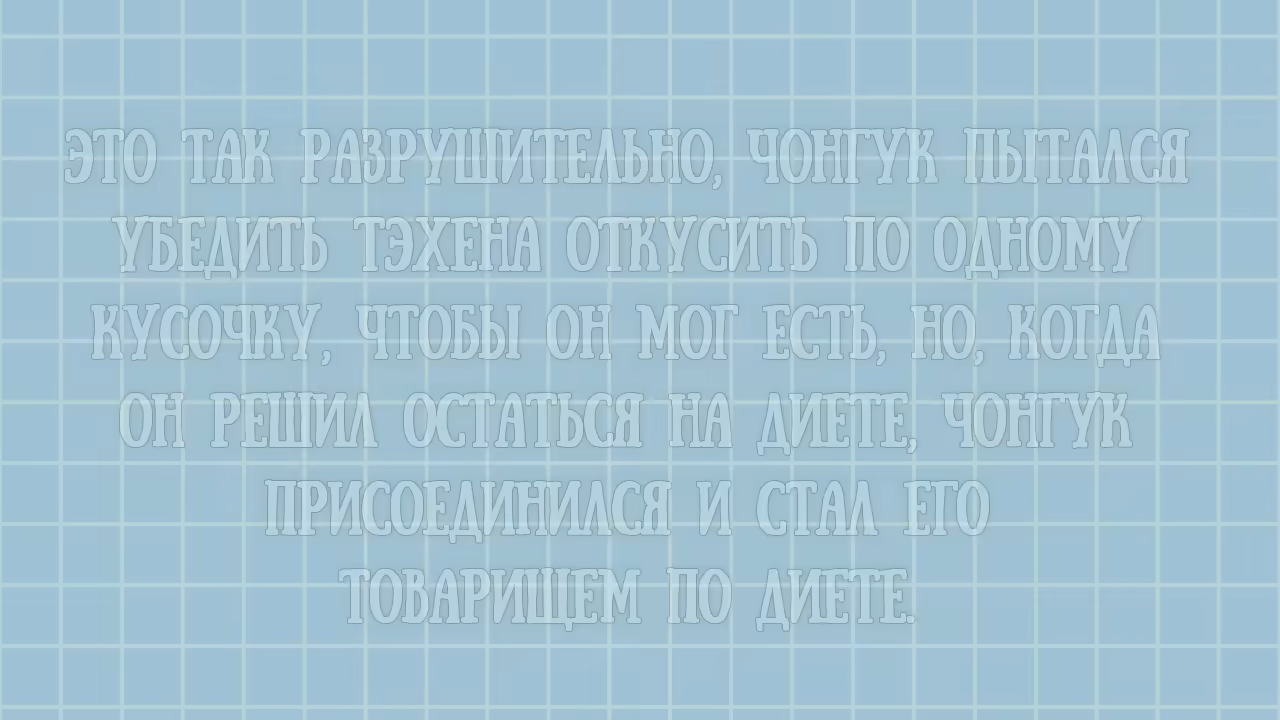 ЭТО ТАК РАЗРУШИТЕЛЬНО, ЧОНГУК ПЫТАЛСЯ
УБЕДИТЬ ТЭХЕНА ОТКУСИТЬ ПО ОДНОМУ
КУСОЧКУ, ЧТОБЫ ОН МОГ ЕСТЬ, НО, КОГДА
ОН РЕШИЛ ОСТАТЬСЯ НА ДИЕТЕ, ЧОНГУК
ПРИСОЕДИНИЛСЯ И СТАЛ ЕГО
ТОВАРИЩЕМ ПО ДИЕТЕ.